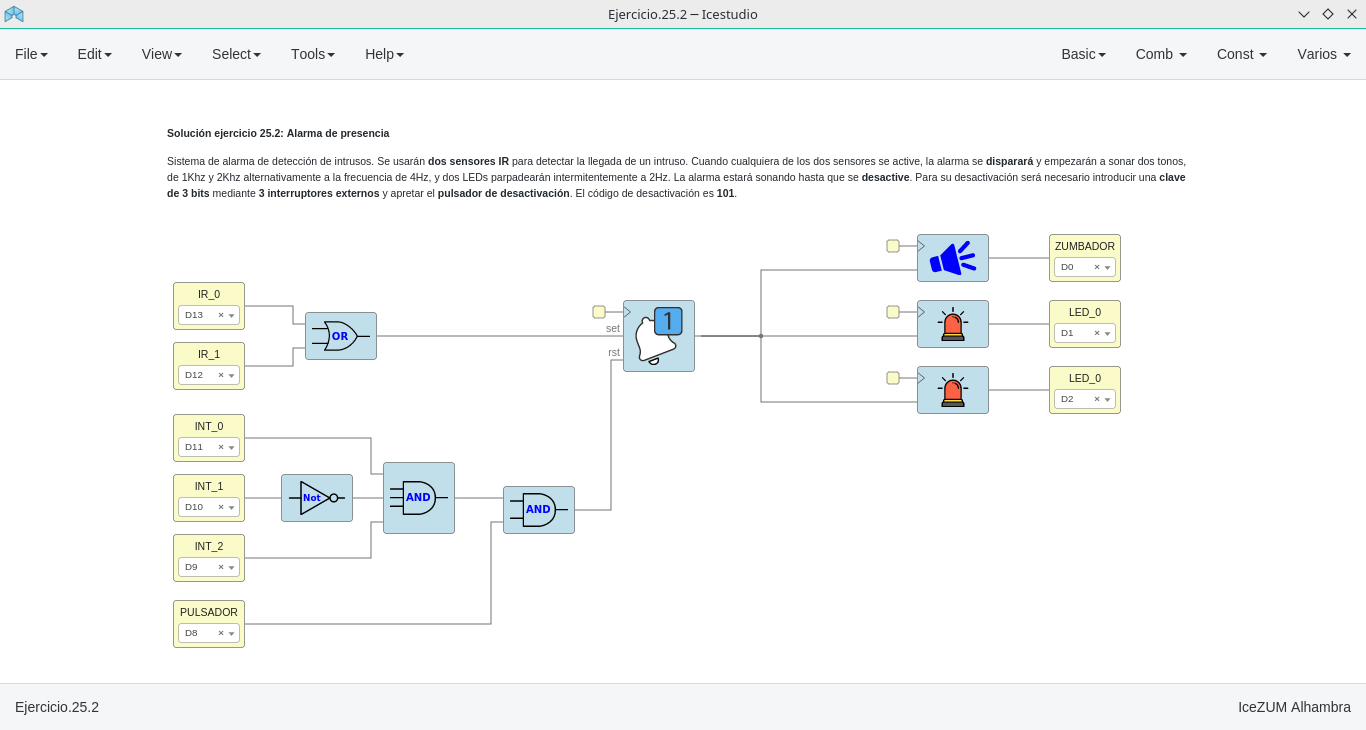 Ejercicio.25.2 – Icestudio
File Edit View Select Tools Help Basic Comb Const Varios
Solución ejercicio 25.2: Alarma de presencia
Sistema de alarma de detección de intrusos. Se usarán dos sensores IR para detectar la llegada de un intruso. Cuando cualquiera de los dos sensores se active, la alarma se disparará y empezarán a sonar dos tonos,
de 1Khz y 2Khz alternativamente a la frecuencia de 4Hz, y dos LEDs parpadearán intermitentemente a 2Hz. La alarma estará sonando hasta que se desactive. Para su desactivación será necesario introducir una clave
de 3 bits mediante 3 interruptores externos y apretet el pulsador de desactivación. El código de desactivación es 101.
ZUMBADOR
D0 ×
IR_0
D13 ×
OR
IR_1
D12 ×
set
rst
1
LED_0
D1 ×
LED_0
D2 ×
INT_0
D11 ×
INT_1
D10 ×
Not
AND
AND
INT_2
D9 ×
PULSADOR
D8 ×
Ejercicio.25.2 IceZUM Alhambra